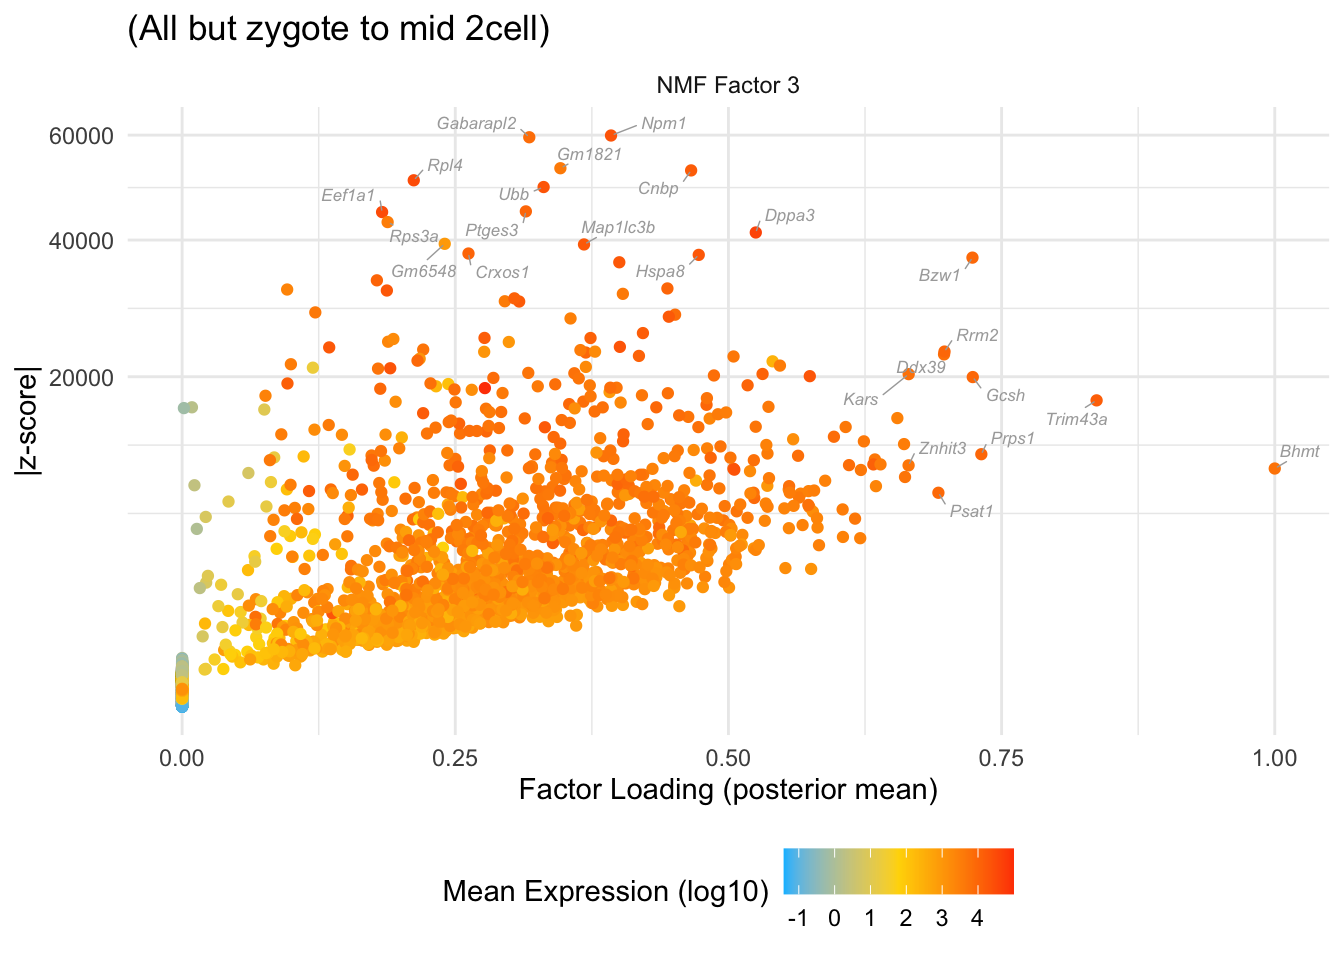 (All but zygote to mid 2cell)
NMF Factor 3
60000
40000
20000
|z-score|
Gabarapl2
Npm1
Gm1821
Rpl4
Cnbp
Eef1a1
Ubb
Dppa3
Rps3a
Ptges3
Map1lc3b
Gm6548
Crxos1
Hspa8
Bzw1
Rrm2
Ddx39
Kars
Gcsh
Trim43a
Znhit3
Prps1
Bhmt
Psat1
0.00
0.25
0.50
0.75
1.00
Factor Loading (posterior mean)
Mean Expression (log10)
-1
0
1
2
3
4